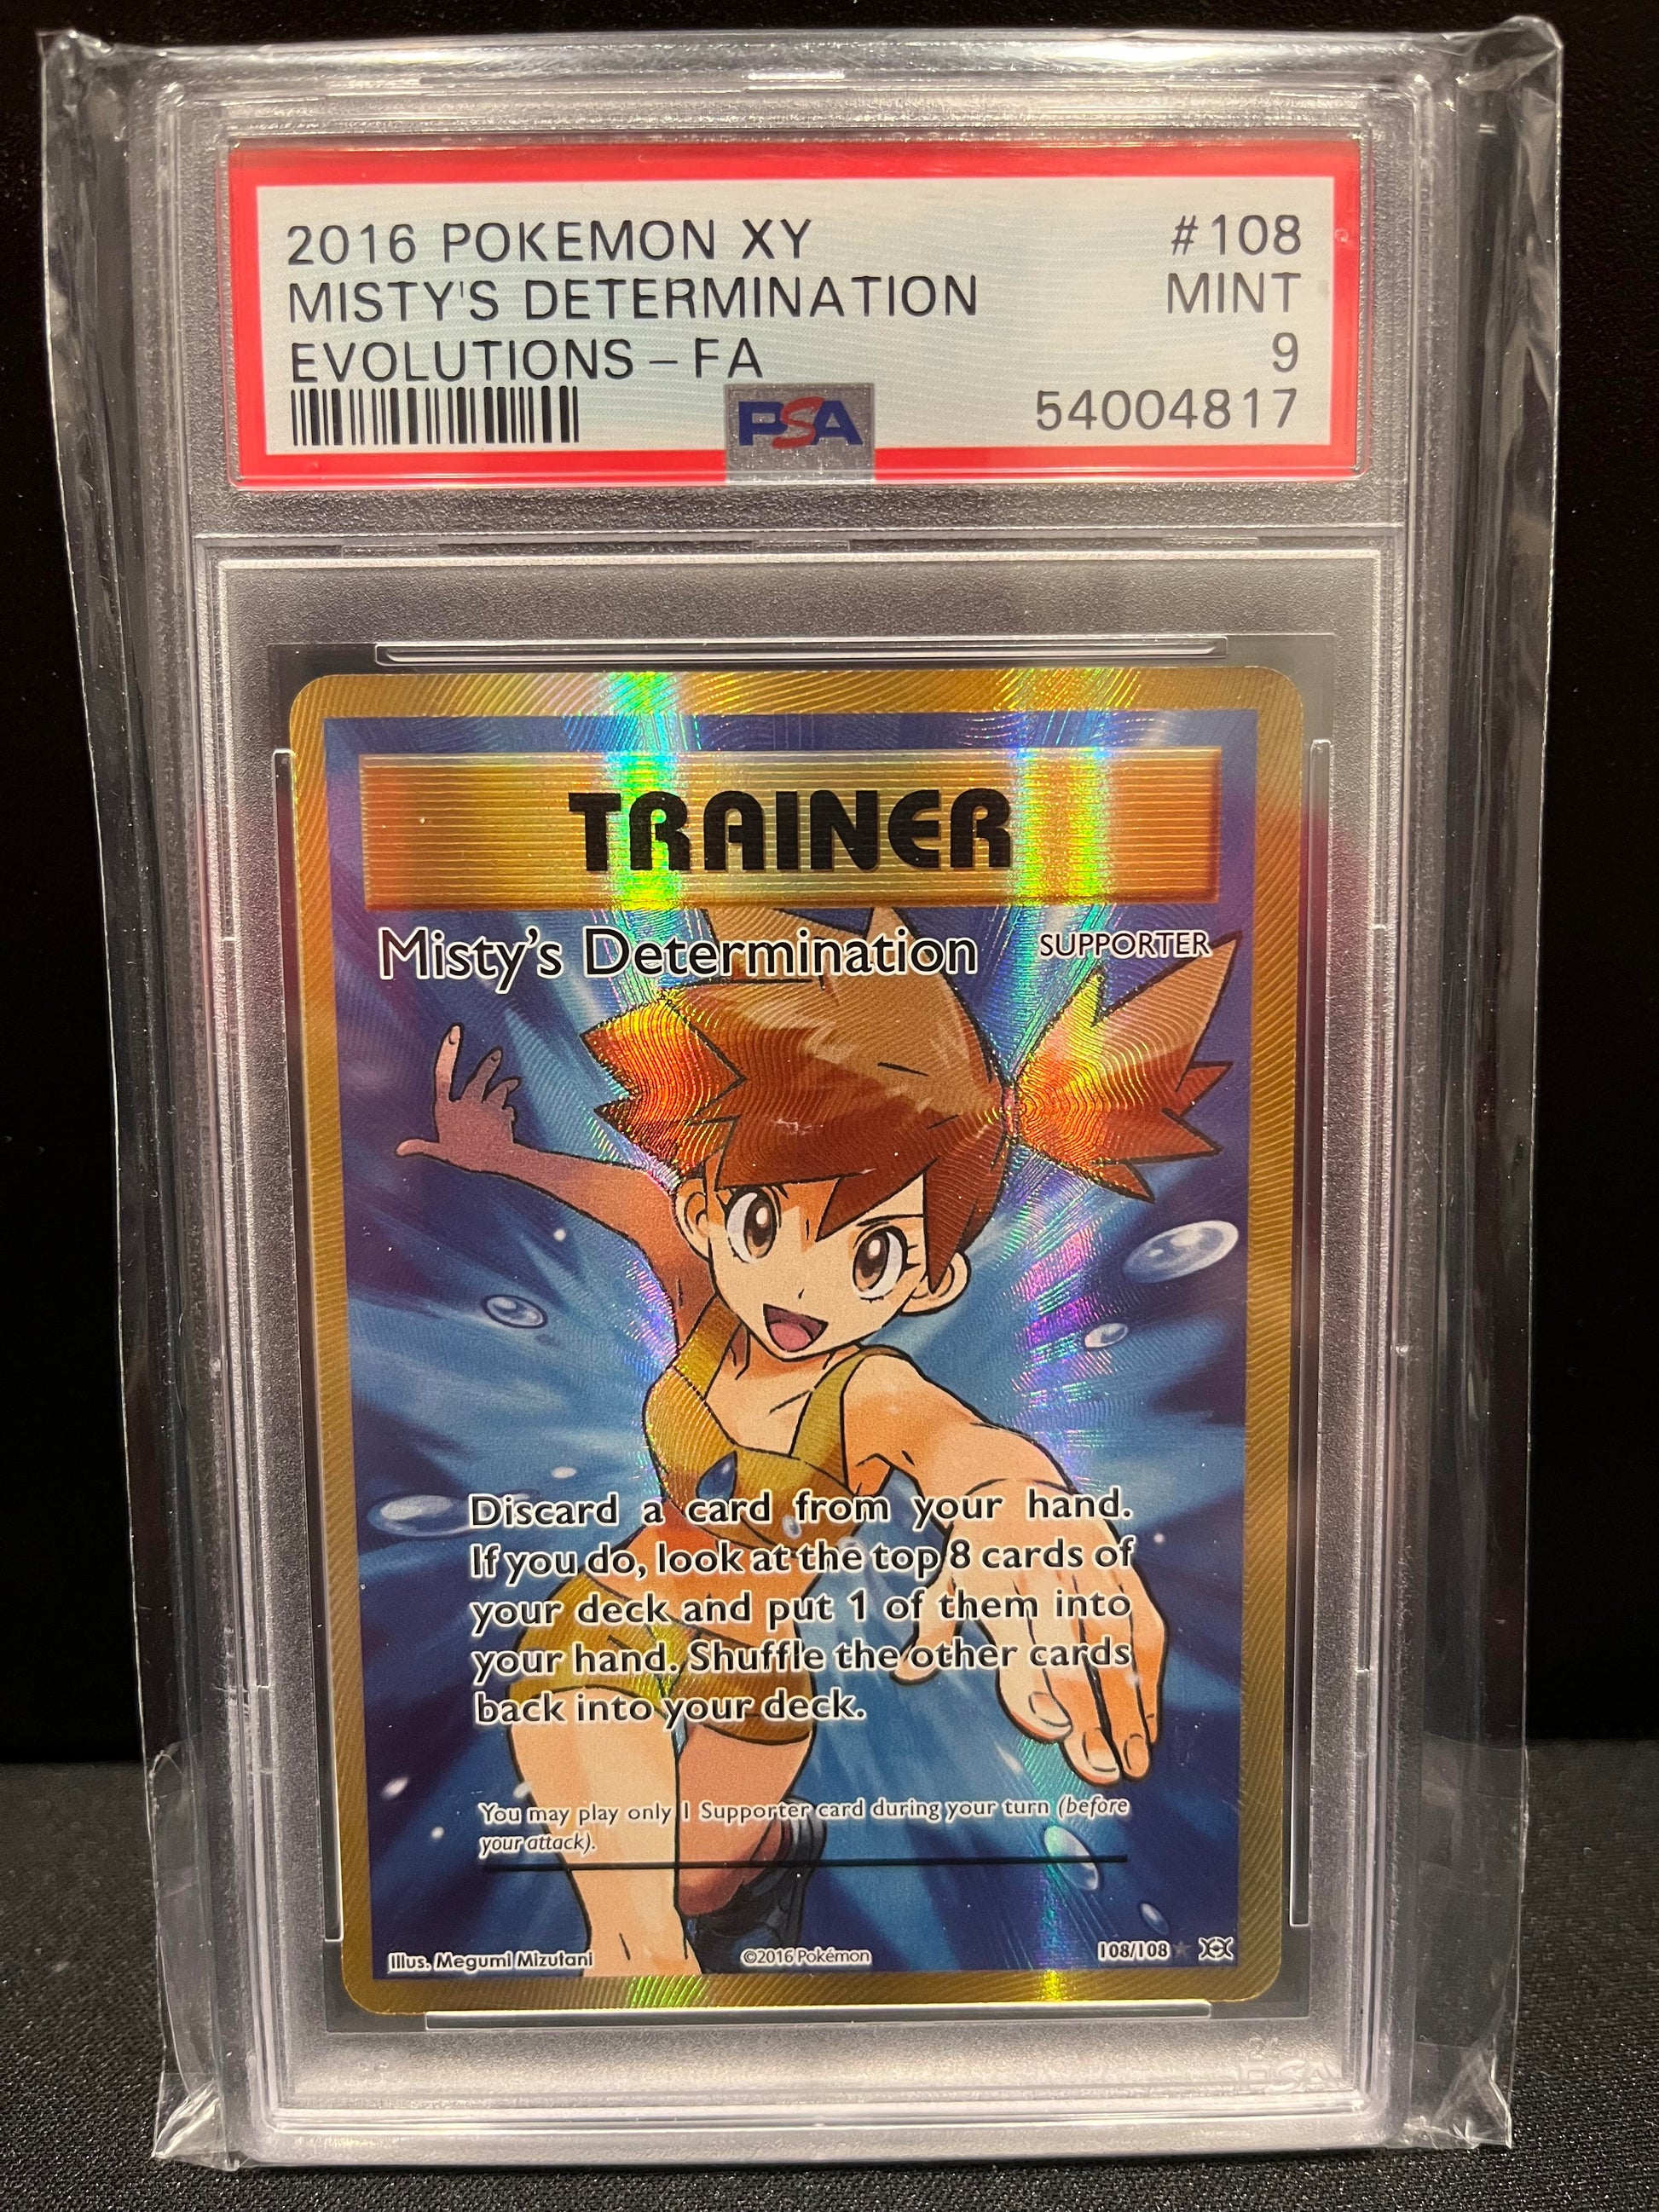 2016 POKEMON XY #108
MISTY'S DETERMINATION MINT
EVOLUTIONS – FA 9
PSA 54004817
TRAINER
Misty's Determination SUPPORTER
Discard a card from your hand.
If you do, look at the top 8 cards of
your deck and put 1 of them into
your hand. Shuffle the other cards
back into your deck.
You may play only 1 Supporter card during your turn (before
your attack).
Illus. Megumi Mizutani ©2016 Pokémon 108/108 ★ XY
PSA